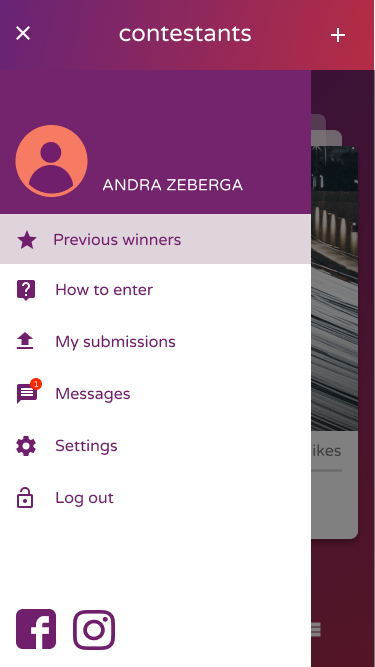 contestants
ANDRA ZEBERGA
Previous winners
How to enter
My submissions
1
Messages
Settings
Log out
ikes